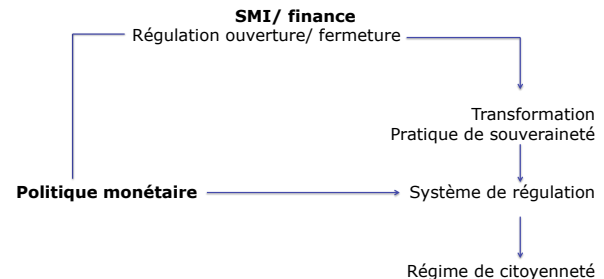 SMI/ finance
Régulation ouverture/ fermeture
Transformation
Pratique de souveraineté
Politique monétaire
Système de régulation
Régime de citoyenneté